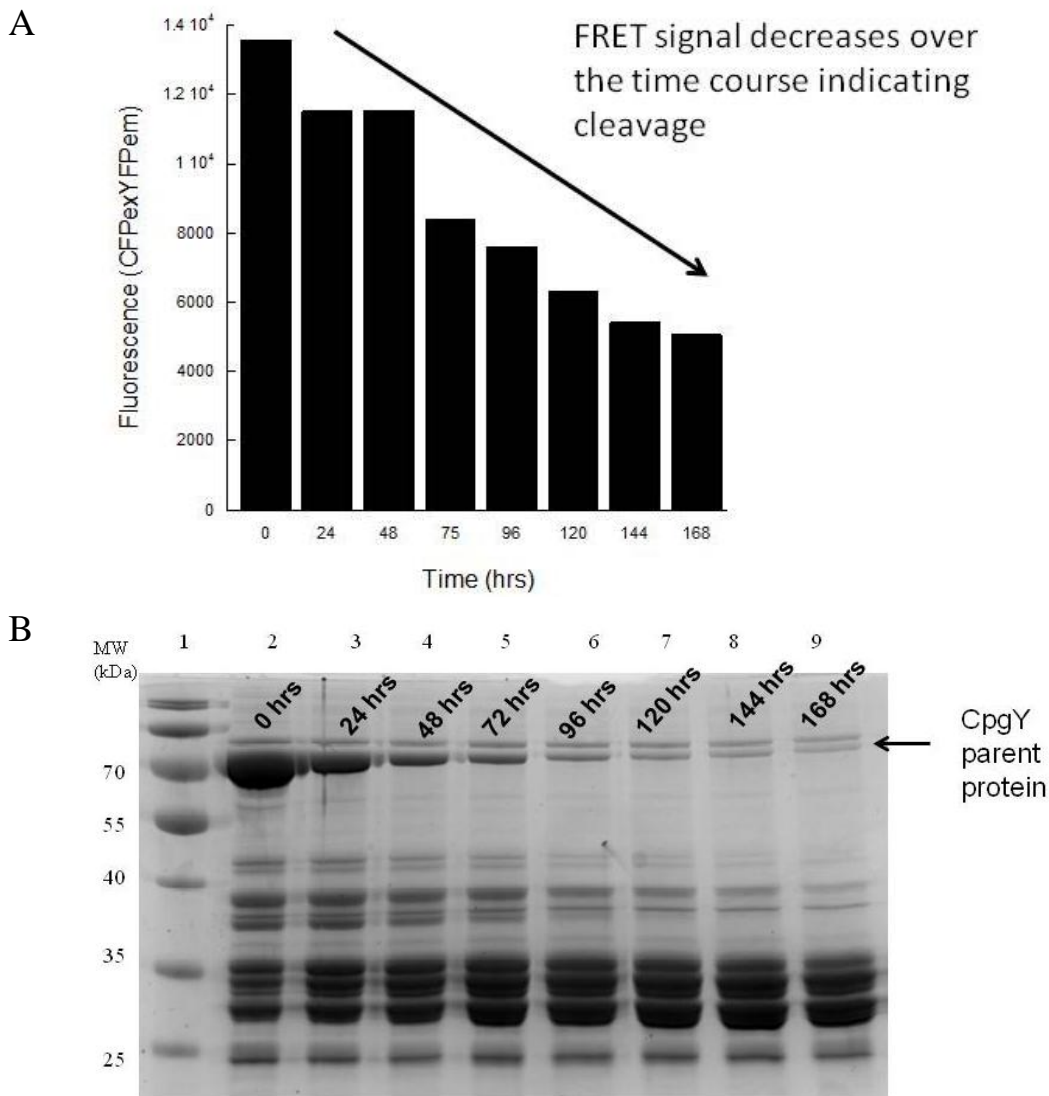 A
FRET signal decreases over
the time course indicating
cleavage
1.4 10⁴
1.2 10⁴
1 10⁴
8000
6000
4000
2000
0
Fluorescence (CFPexYFPem)
0 24 48 75 96 120 144 168
Time (hrs)
B
MW
(kDa)
1 2 3 4 5 6 7 8 9
0 hrs 24 hrs 48 hrs 72 hrs 96 hrs 120 hrs 144 hrs 168 hrs
70
55
40
35
25
CpgY
parent
protein